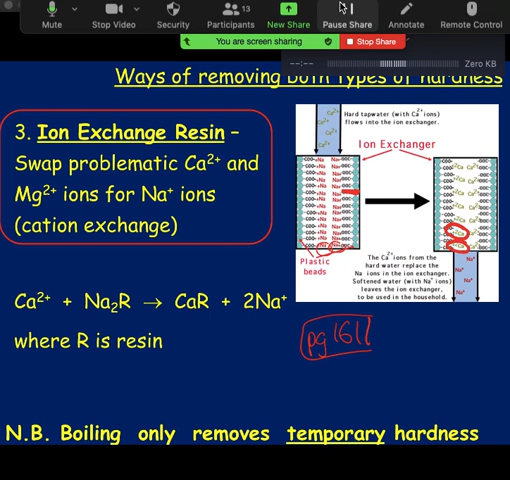 13
Mute
Stop Video
Security
Participants
New Share
Pause Share
Annotate
Remote Control
You are screen sharing
Stop Share
--:--
Zero KB
Ways of removing both types of hardness
3. Ion Exchange Resin –
Swap problematic Ca²⁺ and
Mg²⁺ ions for Na⁺ ions
(cation exchange)
Ca²⁺ + Na₂R → CaR + 2Na⁺
where R is resin
Hard tapwater (with Ca²⁺ions)
flows into the ion exchanger.
Ion Exchanger
Plastic
beads
The Ca²⁺ ions from the
hard water replace the
Na ions in the ion exchanger.
Softened water (with Na⁺ ions)
leaves the ion exchanger,
to be used in the household.
Na⁺
Na⁺
Na⁺
Na⁺
N.B. Boiling only removes temporary hardness